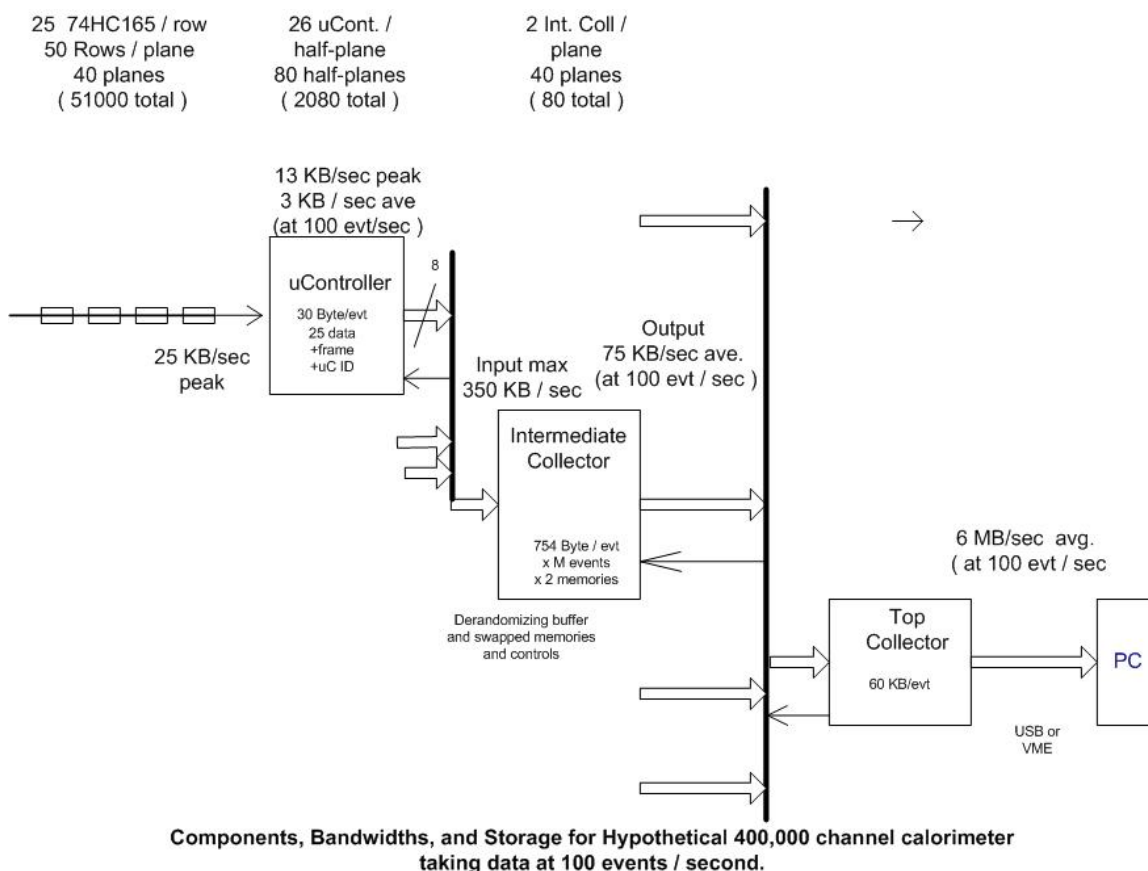 25 74HC165 / row
50 Rows / plane
40 planes
( 51000 total )
26 uCont. /
half-plane
80 half-planes
( 2080 total )
2 Int. Coll /
plane
40 planes
( 80 total )
13 KB/sec peak
3 KB / sec ave
(at 100 evt/sec )
8
uController
30 Byte/evt
25 data
+frame
+uC ID
25 KB/sec
peak
Input max
350 KB / sec
Output
75 KB/sec ave.
(at 100 evt / sec )
Intermediate
Collector
754 Byte / evt
x M events
x 2 memories
Derandomizing buffer
and swapped memories
and controls
6 MB/sec avg.
( at 100 evt / sec
Top
Collector
60 KB/evt
PC
USB or
VME
Components, Bandwidths, and Storage for Hypothetical 400,000 channel calorimeter
taking data at 100 events / second.